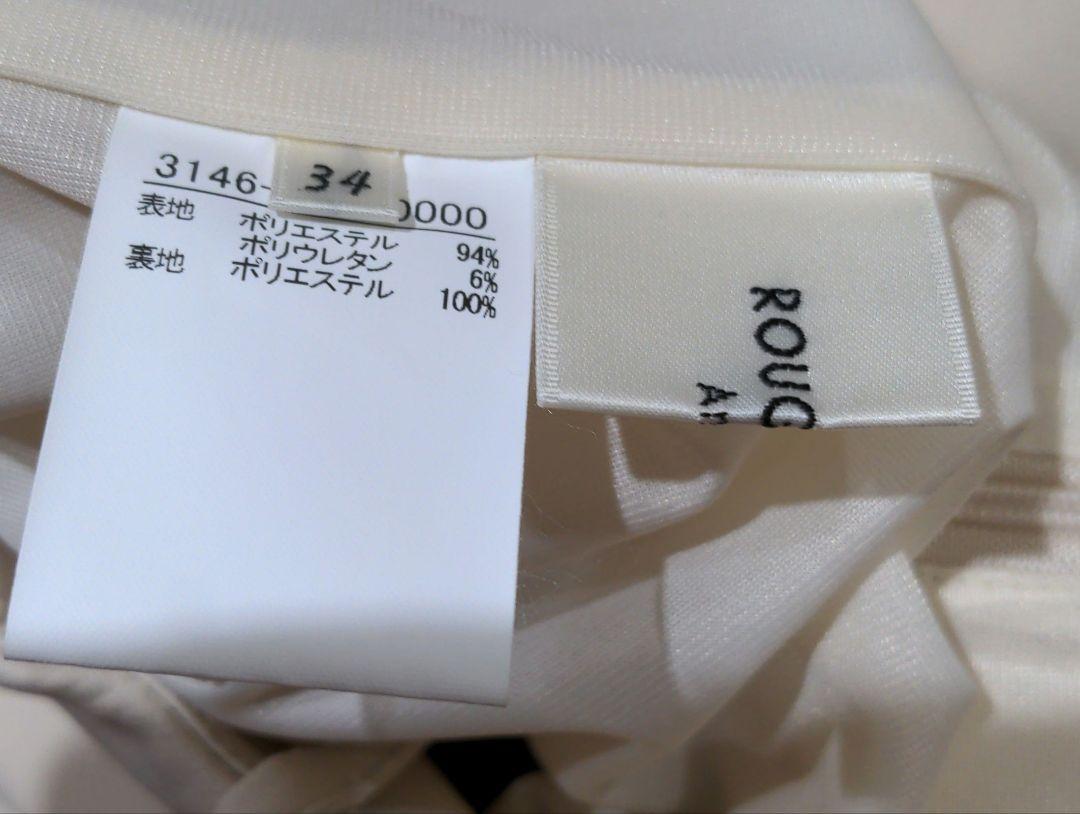 3146-
34
0000
表地 ポリエステル 94%
ポリウレタン 6%
裏地 ポリエステル 100%
ROUG